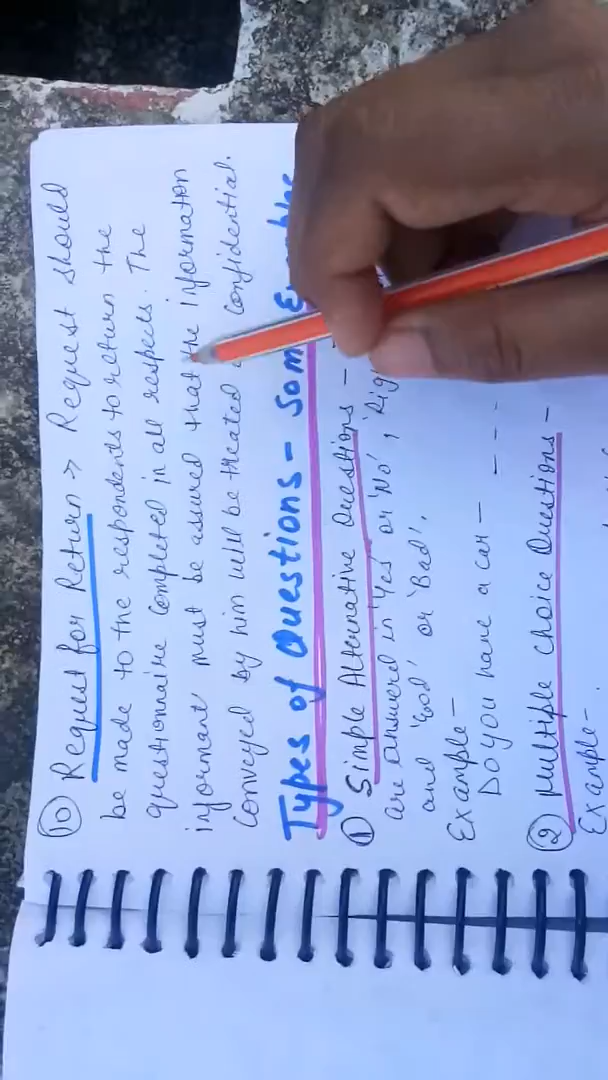 ⑩ Request for Return → Request should
be made to the respondents to return the
questionnaire completed in all respects. The
informant must be assured that the information
conveyed by him will be treated confidential.
Types of Questions - Som
① Simple Alternative Questions -
are answered in 'Yes' or 'No', 'Rig
and 'Good' or 'Bad'.
Example -
Do you have a car - - - -
② Multiple Choice Questions -
Example - .